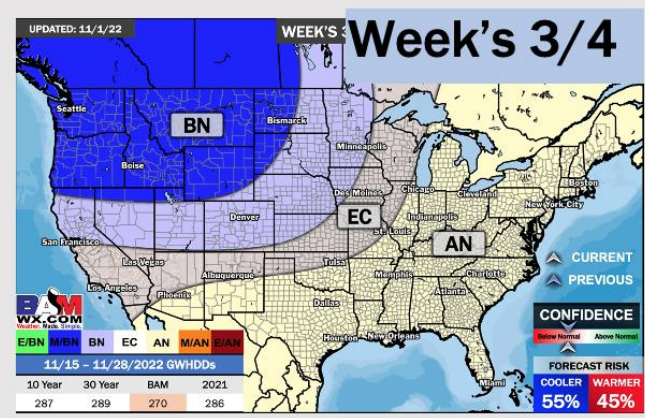 UPDATED: 11/1/22
WEEK'S 3
Week's 3/4
Seattle
BN
Bismarck
Minneapolis
Boise
Boston
Des Moines
Chicago
Cleveland
New York City
Denver
EC
Indianapolis
San Francisco
St. Louis
AN
Las Vegas
Tulsa
CURRENT
Albuquerque
Memphis
Charlotte
PREVIOUS
Los Angeles
Phoenix
Atlanta
Dallas
BAM
WX.COM
Weather. Made. Simple.
CONFIDENCE
Below Normal Above Normal
Houston
New Orleans
E/BN M/BN BN EC AN M/AN E/AN
Miami
11/15 – 11/28/2022 GWHDDs
FORECAST RISK
10 Year 30 Year BAM 2021
COOLER WARMER
287 289 270 286
55% 45%